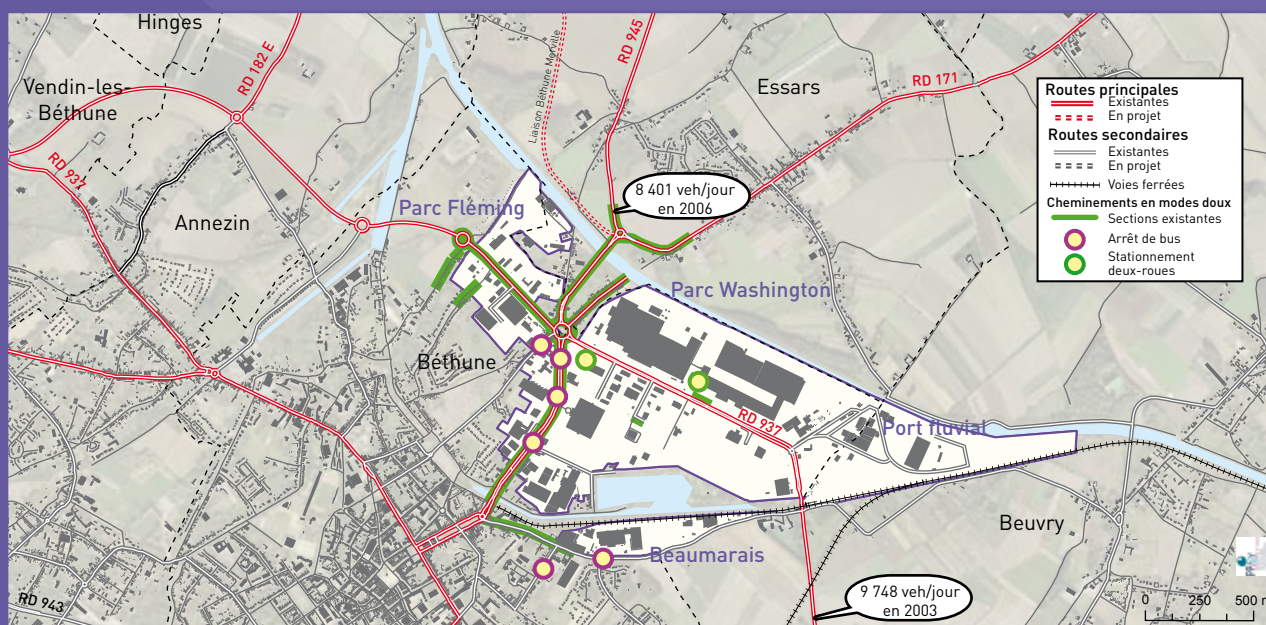 Hinges
RD 182 E
RD 945
Vendin-les-
Béthune
Liaison Béthune Merville
Essars
RD 171
Routes principales
Existantes
En projet
Routes secondaires
Existantes
En projet
Voies ferrées
Cheminements en modes doux
Sections existantes
Arrêt de bus
Stationnement
deux-roues
RD 937
Annezin
Parc Fleming
8 401 veh/jour
en 2006
Parc Washington
Béthune
RD 937
Port fluvial
Beuvry
Beaumarais
RD 943
9 748 veh/jour
en 2003
0 250 500 m